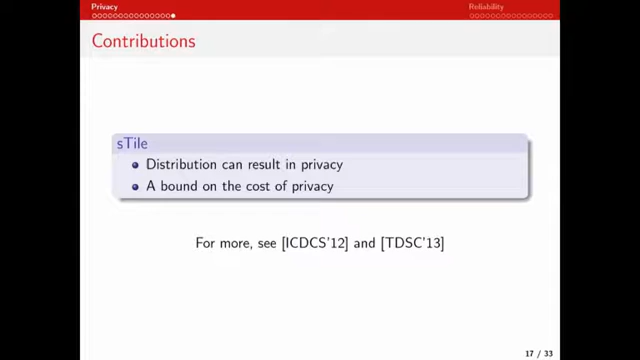 Privacy
Reliability
Contributions
sTile
Distribution can result in privacy
A bound on the cost of privacy
For more, see [ICDCS'12] and [TDSC'13]
17 / 33